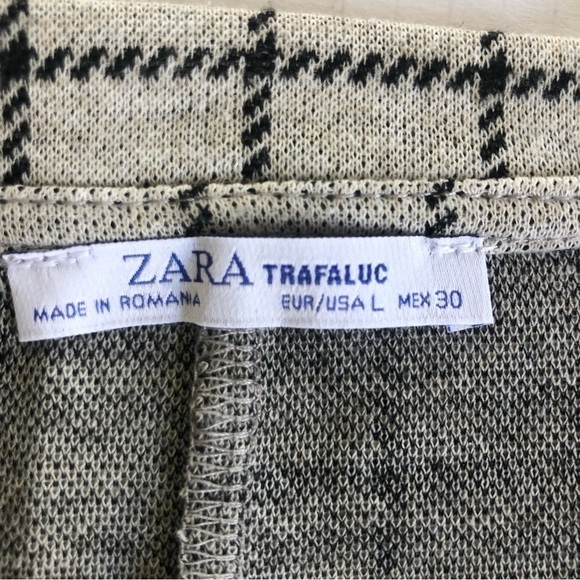 ZARA TRAFALUC
MADE IN ROMANIA EUR/USA L MEX 30